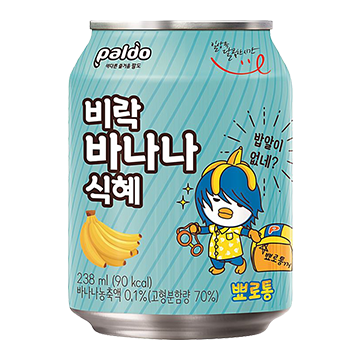 paldo
비락
바나나
식혜
밥알이
없네?
238 ml (90 kcal)
바나나농축액 0.1%(고형분함량 70%)
뽀로통